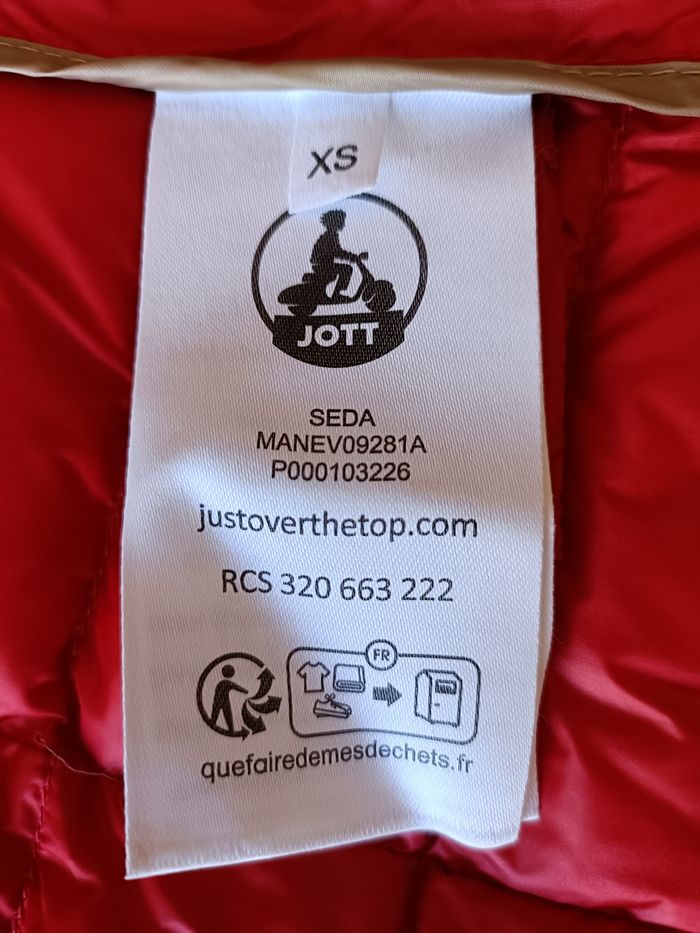 XS
JOTT
SEDA
MANEV09281A
P000103226
justoverthetop.com
RCS 320 663 222
FR
quefairedemesdechets.fr